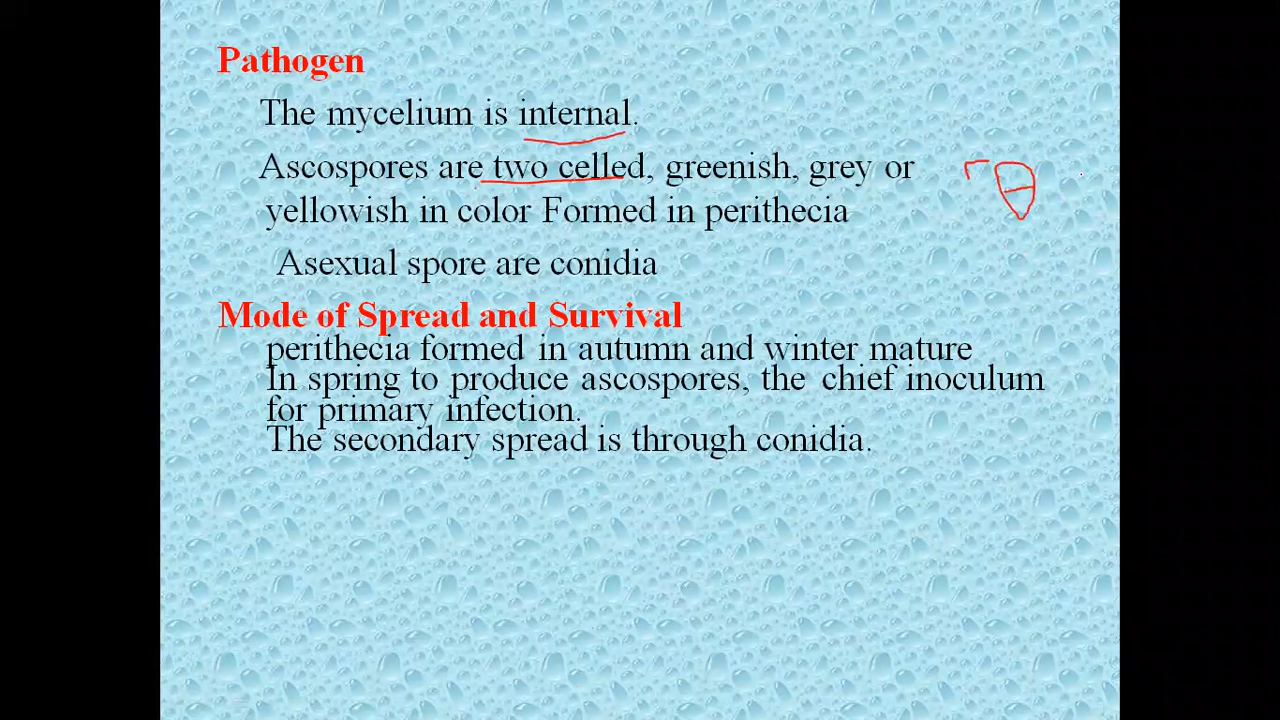 Pathogen
The mycelium is internal.
Ascospores are two celled, greenish, grey or
yellowish in color Formed in perithecia
Asexual spore are conidia
Mode of Spread and Survival
perithecia formed in autumn and winter mature
In spring to produce ascospores, the chief inoculum
for primary infection.
The secondary spread is through conidia.